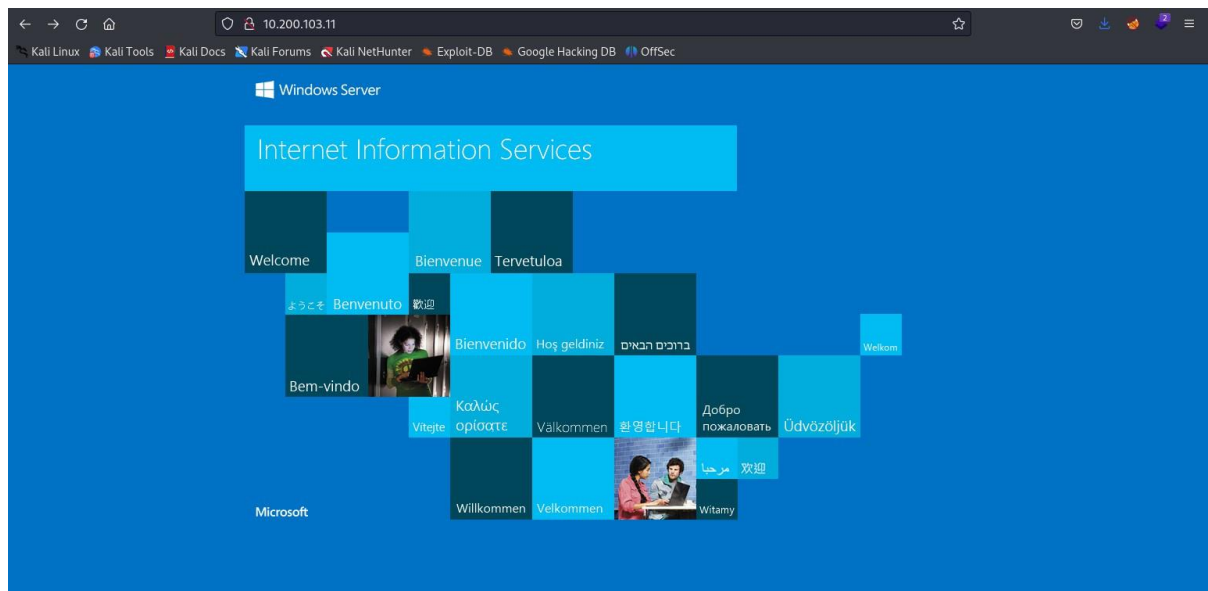 10.200.103.11
2
Kali Linux Kali Tools Kali Docs Kali Forums Kali NetHunter Exploit-DB Google Hacking DB OffSec
Windows Server
Internet Information Services
Welcome
Bienvenue
Tervetuloa
ようこそ
Benvenuto
歡迎
Bienvenido
Hoş geldiniz
ברוכים הבאים
Welkom
Bem-vindo
Vítejte
Καλώς
ορίσατε
Välkommen
환영합니다
Добро
пожаловать
Üdvözöljük
مرحبا
欢迎
Microsoft
Willkommen
Velkommen
Witamy